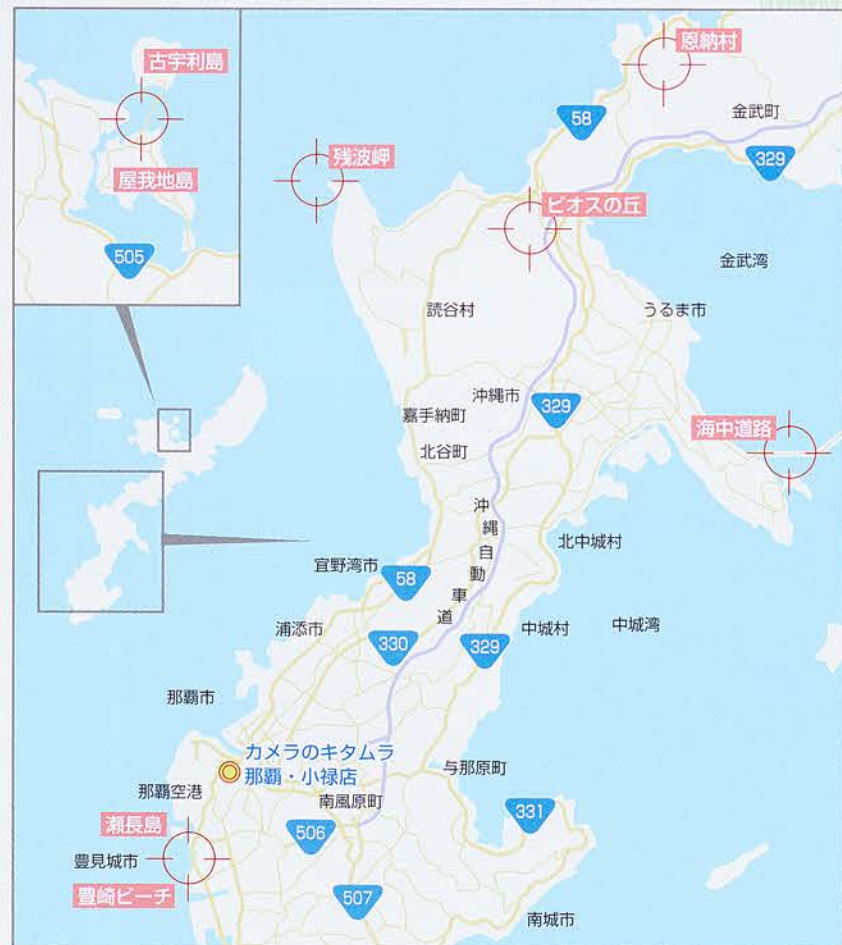 古宇利島
屋我地島
505
恩納村
58
金武町
329
残波岬
ビオスの丘
金武湾
読谷村
うるま市
沖縄市
329
嘉手納町
北谷町
海中道路
沖縄自動車道
北中城村
宜野湾市
58
浦添市
330
329
中城村
中城湾
那覇市
カメラのキタムラ
那覇・小禄店
与那原町
那覇空港
南風原町
331
瀬長島
506
豊見城市
豊崎ビーチ
507
南城市